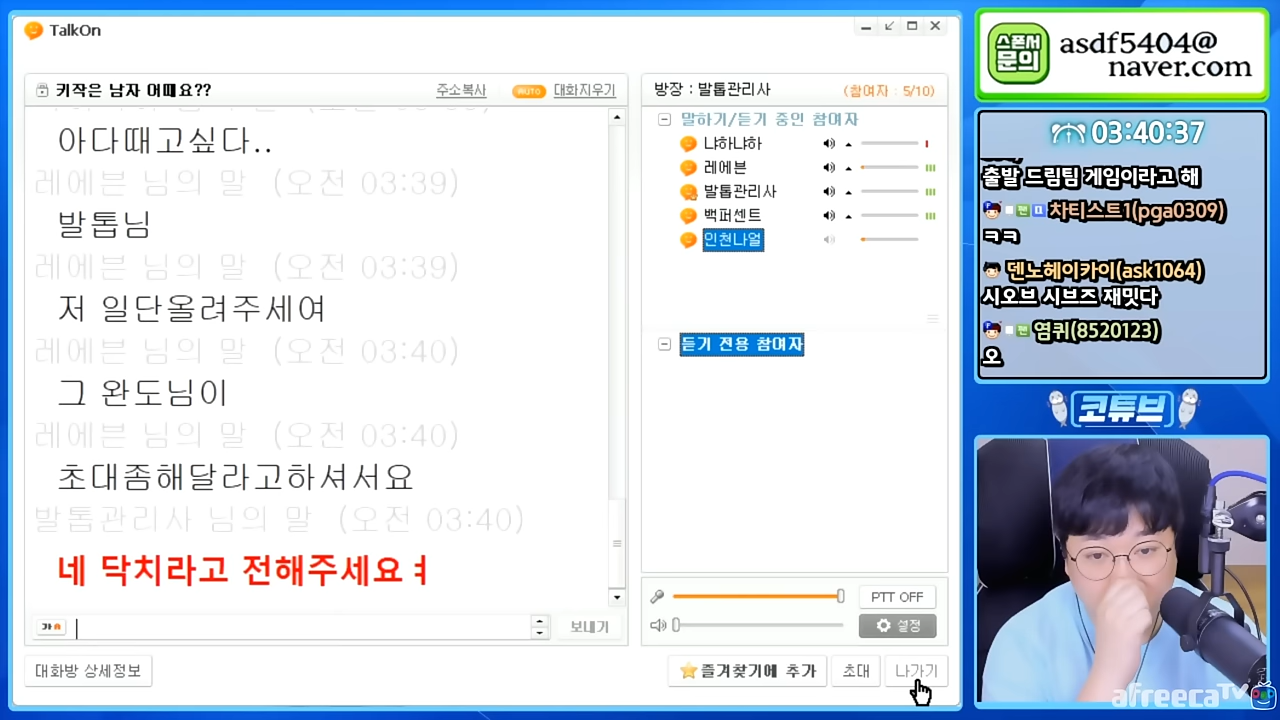 TalkOn
키작은 남자 어때요??
주소복사
AUTO
대화지우기
아다때고싶다..
레에븐 님의 말 (오전 03:39)
발톱님
레에븐 님의 말 (오전 03:39)
저 일단올려주세여
레에븐 님의 말 (오전 03:40)
그 완도님이
레에븐 님의 말 (오전 03:40)
초대좀해달라고하셔서요
발톱관리사 님의 말 (오전 03:40)
네 닥치라고 전해주세요ㅕ
가
보내기
대화방 상세정보
방장 : 발톱관리사
(참여자 : 5/10)
말하기/듣기 중인 참여자
냐하냐하
레에븐
발톱관리사
백퍼센트
인천나얼
듣기 전용 참여자
PTT OFF
설정
즐겨찾기에 추가
초대
나가기
스폰서
문의
asdf5404@
naver.com
03:40:37
출발 드림팀 게임이라고 해
팬
차티스트1(pga0309)
ㅋㅋ
덴노헤이카이(ask1064)
시오브 시브즈 재밋다
팬
염퀴(8520123)
오
코튜브
afreecaTV